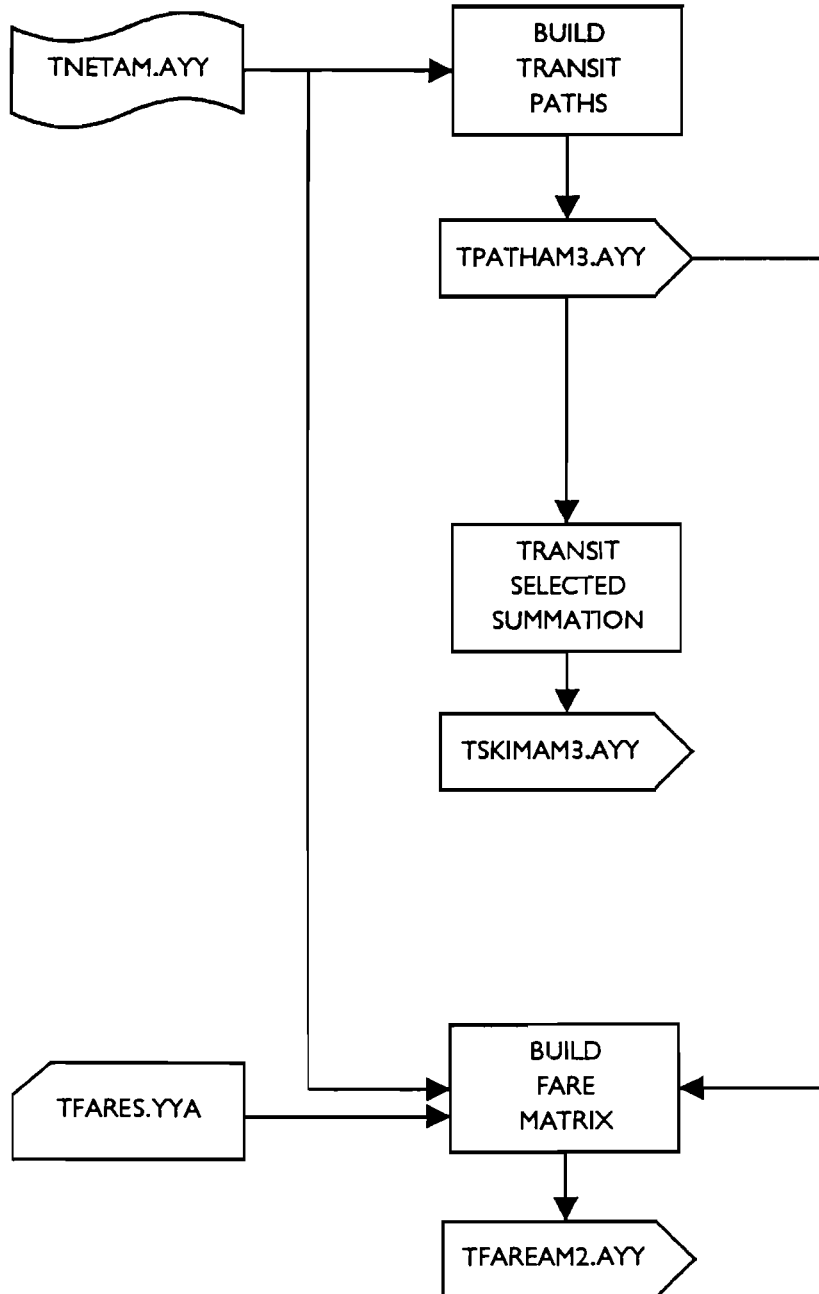 TNETAM.AYY
BUILD
TRANSIT
PATHS
TPATHAM3.AYY
TRANSIT
SELECTED
SUMMATION
TSKIMAM3.AYY
TFARES.YYA
BUILD
FARE
MATRIX
TFAREAM2.AYY